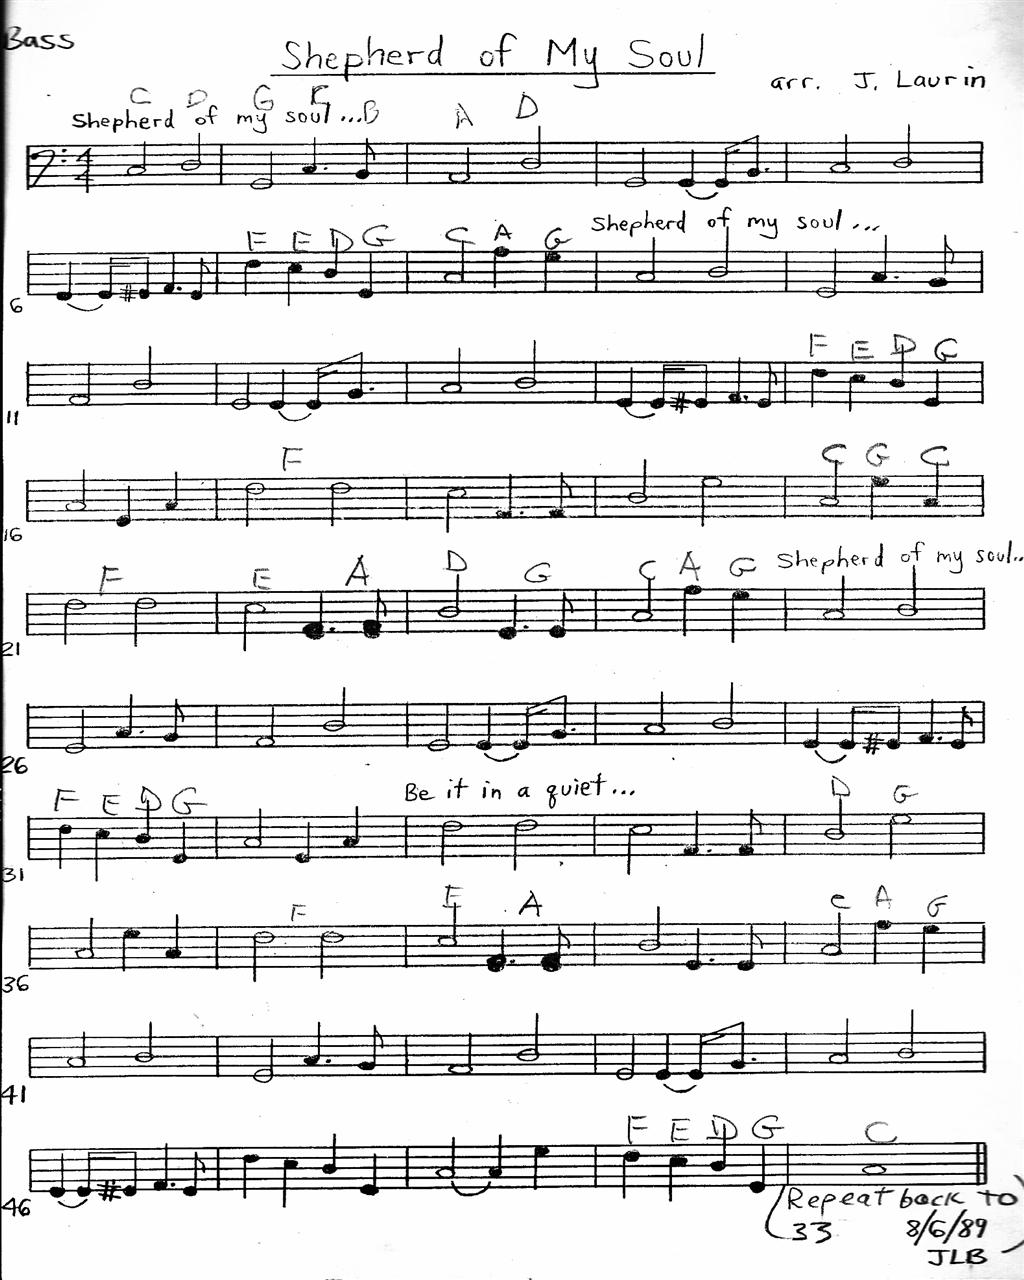 Bass
Shepherd of My Soul
arr. J. Laurin
C D G B A D
Shepherd of my soul...
4/4
Shepherd of my soul...
6 F E D G C A G
11 F E D G
16 F C G C
Shepherd of my soul..
21 F E A D G C A G
26
Be it in a quiet...
31 F E D G D G
36 F E A C A G
41
46 F E D G C
(Repeat back to
33 8/6/89
JLB